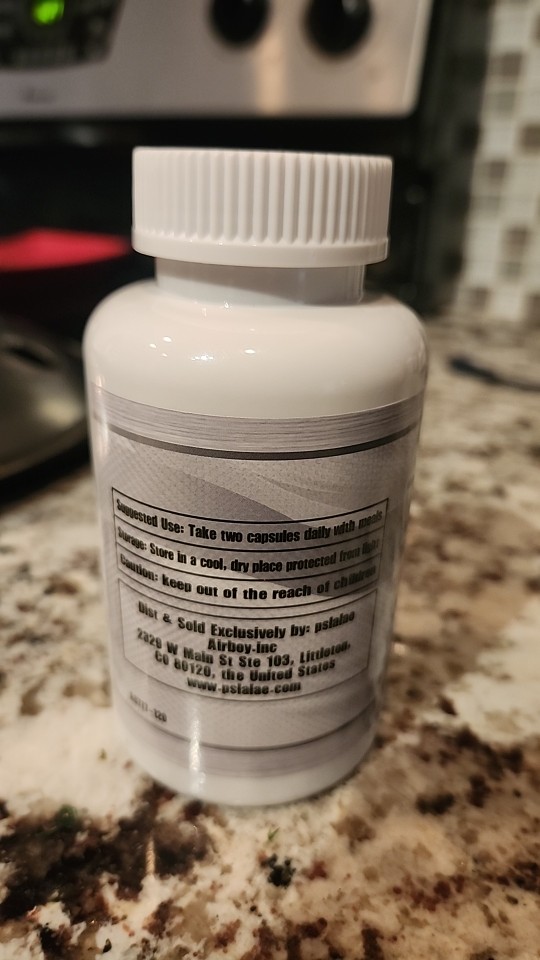 Suggested Use: Take two capsules daily with meals
Storage: Store in a cool, dry place protected from light
Caution: keep out of the reach of children
Dist & Sold Exclusively by: pslalae
Airboy.inc
2329 W Main St Ste 103, Littleton,
CO 80120, the United States
www.pslalae.com